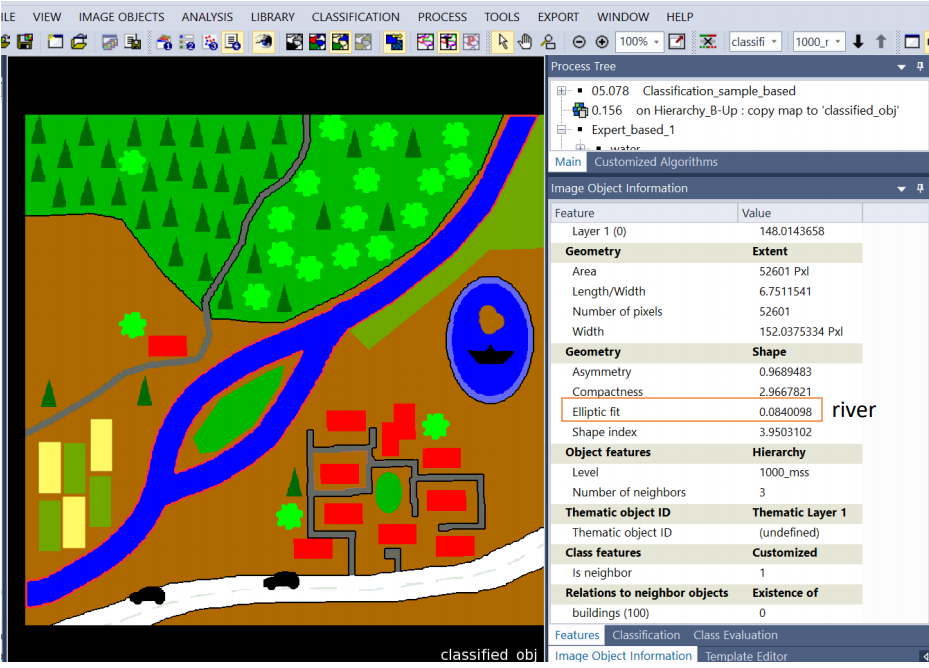 ILE VIEW IMAGE OBJECTS ANALYSIS LIBRARY CLASSIFICATION PROCESS TOOLS EXPORT WINDOW HELP
100% classifi 1000_r
Process Tree
05.078 Classification_sample_based
0.156 on Hierarchy_B-Up : copy map to 'classified_obj'
Expert_based_1
water
Main Customized Algorithms
Image Object Information
Feature Value
Layer 1 (0) 148.0143658
Geometry Extent
Area 52601 Pxl
Length/Width 6.7511541
Number of pixels 52601
Width 152.0375334 Pxl
Geometry Shape
Asymmetry 0.9689483
Compactness 2.9667821
Elliptic fit 0.0840098 river
Shape index 3.9503102
Object features Hierarchy
Level 1000_mss
Number of neighbors 3
Thematic object ID Thematic Layer 1
Thematic object ID (undefined)
Class features Customized
Is neighbor 1
Relations to neighbor objects Existence of
buildings (100) 0
Features Classification Class Evaluation
Image Object Information Template Editor
classified obj